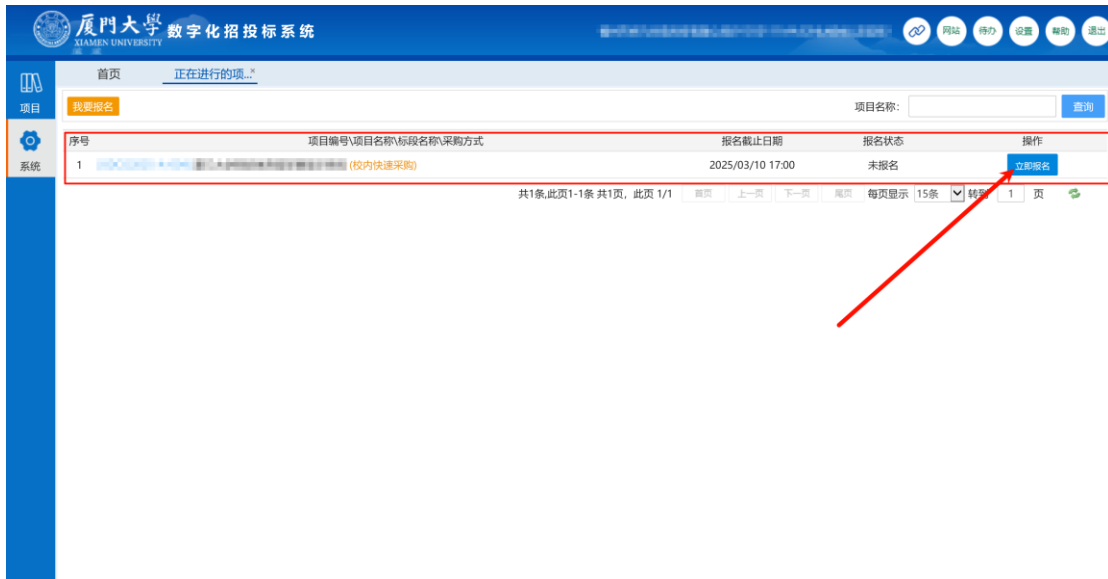 厦門大學 数字化招投标系统 网站 待办 设置 帮助 退出
XIAMEN UNIVERSITY
首页 正在进行的项...×
项目
我要报名 项目名称: 查询
序号 项目编号\项目名称\标段名称\采购方式 报名截止日期 报名状态 操作
系统
1 (校内快速采购) 2025/03/10 17:00 未报名 立即报名
共1条,此页1-1条 共1页, 此页 1/1 首页 上一页 下一页 尾页 每页显示 15条 转到 1 页